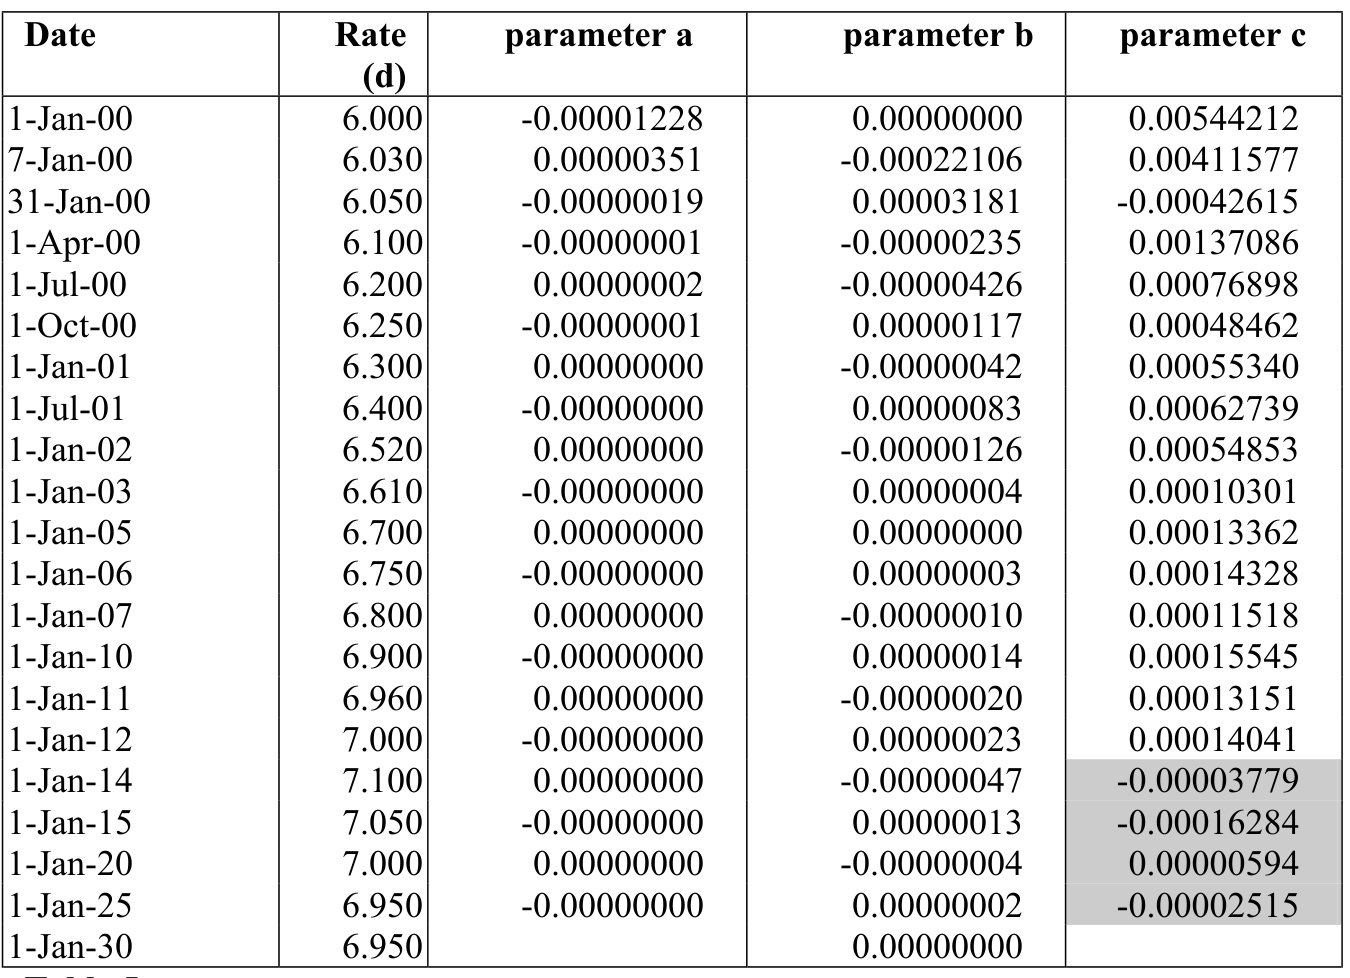 Date Rate parameter a parameter b parameter c
(d)
1-Jan-00 6.000 -0.00001228 0.00000000 0.00544212
7-Jan-00 6.030 0.00000351 -0.00022106 0.00411577
31-Jan-00 6.050 -0.00000019 0.00003181 -0.00042615
1-Apr-00 6.100 -0.00000001 -0.00000235 0.00137086
1-Jul-00 6.200 0.00000002 -0.00000426 0.00076898
1-Oct-00 6.250 -0.00000001 0.00000117 0.00048462
1-Jan-01 6.300 0.00000000 -0.00000042 0.00055340
1-Jul-01 6.400 -0.00000000 0.00000083 0.00062739
1-Jan-02 6.520 0.00000000 -0.00000126 0.00054853
1-Jan-03 6.610 -0.00000000 0.00000004 0.00010301
1-Jan-05 6.700 0.00000000 0.00000000 0.00013362
1-Jan-06 6.750 -0.00000000 0.00000003 0.00014328
1-Jan-07 6.800 0.00000000 -0.00000010 0.00011518
1-Jan-10 6.900 -0.00000000 0.00000014 0.00015545
1-Jan-11 6.960 0.00000000 -0.00000020 0.00013151
1-Jan-12 7.000 -0.00000000 0.00000023 0.00014041
1-Jan-14 7.100 0.00000000 -0.00000047 -0.00003779
1-Jan-15 7.050 -0.00000000 0.00000013 -0.00016284
1-Jan-20 7.000 0.00000000 -0.00000004 0.00000594
1-Jan-25 6.950 -0.00000000 0.00000002 -0.00002515
1-Jan-30 6.950 0.00000000